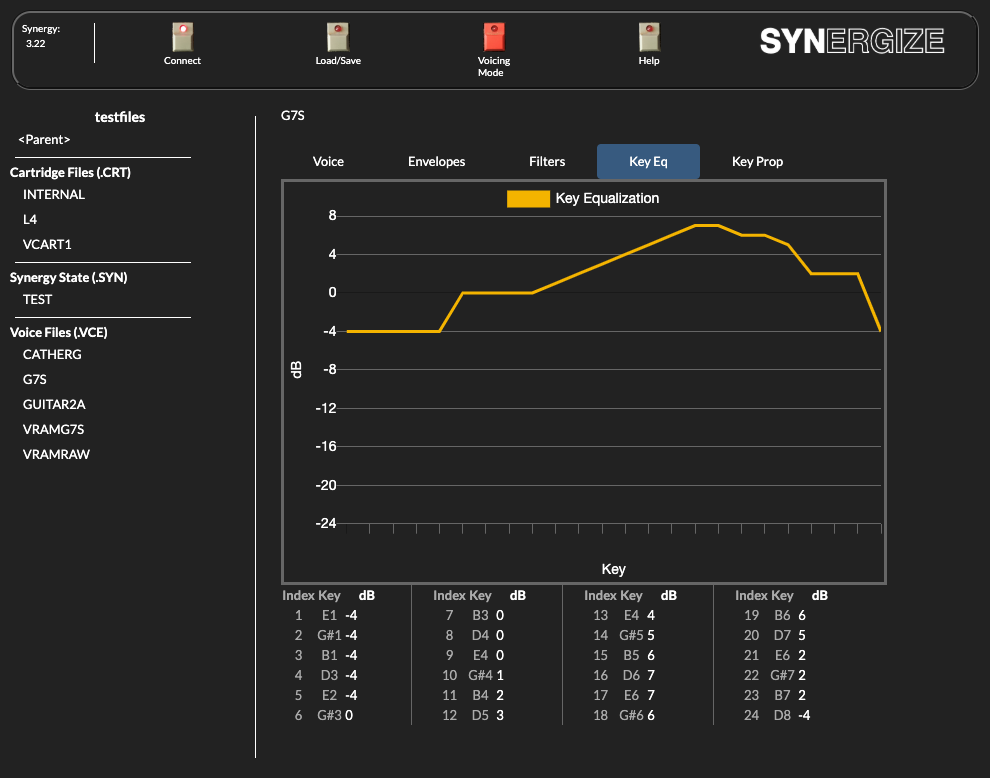 Synergy:
3.22
Connect
Load/Save
Voicing
Mode
Help
SYNERGIZE
testfiles
<Parent>
Cartridge Files (.CRT)
INTERNAL
L4
VCART1
Synergy State (.SYN)
TEST
Voice Files (.VCE)
CATHERG
G7S
GUITAR2A
VRAMG7S
VRAMRAW
G7S
Voice Envelopes Filters Key Eq Key Prop
Key Equalization
8
4
0
-4
-8
-12
-16
-20
-24
dB
Key
Index Key dB Index Key dB Index Key dB Index Key dB
1 E1 -4 7 B3 0 13 E4 4 19 B6 6
2 G#1 -4 8 D4 0 14 G#5 5 20 D7 5
3 B1 -4 9 E4 0 15 B5 6 21 E6 2
4 D3 -4 10 G#4 1 16 D6 7 22 G#7 2
5 E2 -4 11 B4 2 17 E6 7 23 B7 2
6 G#3 0 12 D5 3 18 G#6 6 24 D8 -4